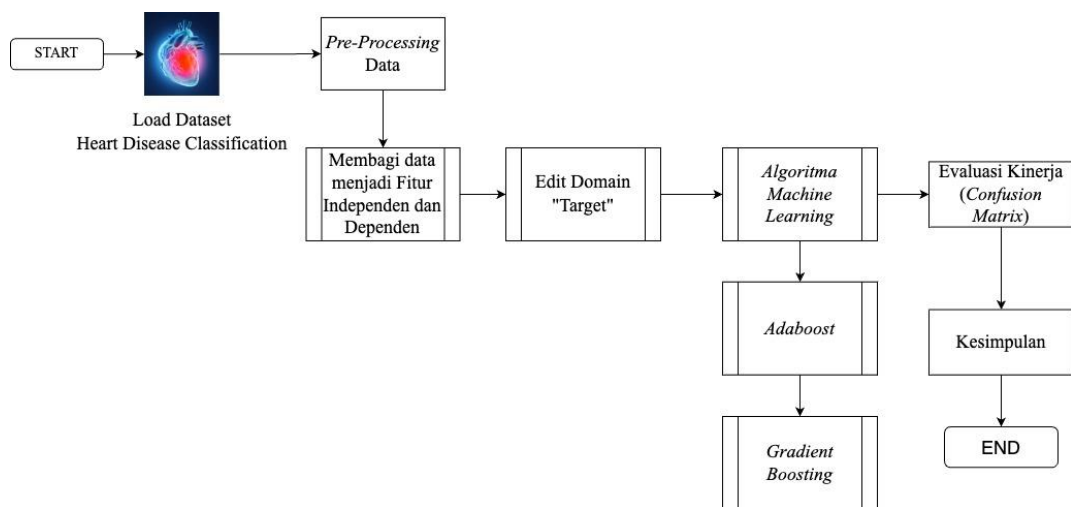 START
Load Dataset
Heart Disease Classification
Pre-Processing
Data
Membagi data
menjadi Fitur
Independen dan
Dependen
Edit Domain
"Target"
Algoritma
Machine
Learning
Evaluasi Kinerja
(Confusion
Matrix)
Adaboost
Kesimpulan
Gradient
Boosting
END